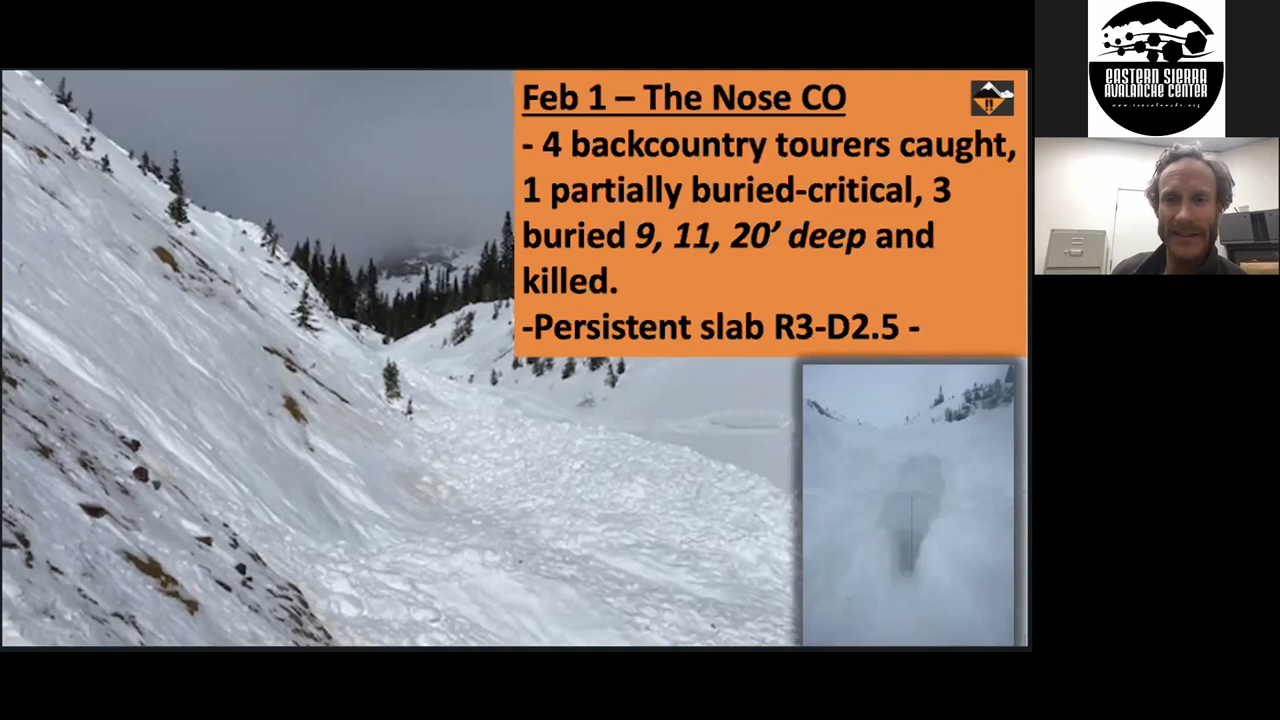 Feb 1 – The Nose CO
- 4 backcountry tourers caught,
1 partially buried-critical, 3
buried 9, 11, 20’ deep and
killed.
-Persistent slab R3-D2.5 -
EASTERN SIERRA
AVALANCHE CENTER